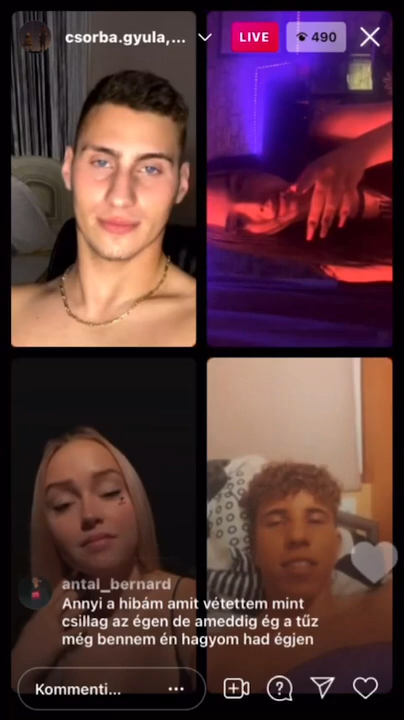 csorba.gyula,...
LIVE
490
antal_bernard
Annyi a hibám amit vétettem mint
csillag az égen de ameddig ég a tűz
még bennem én hagyom had égjen
Kommenti...